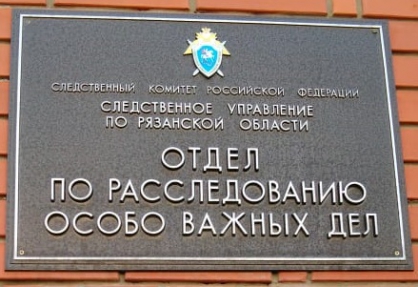 СЛЕДСТВЕННЫЙ КОМИТЕТ РОССИЙСКОЙ ФЕДЕРАЦИИ
СЛЕДСТВЕННОЕ УПРАВЛЕНИЕ
ПО РЯЗАНСКОЙ ОБЛАСТИ
ОТДЕЛ
ПО РАССЛЕДОВАНИЮ
ОСОБО ВАЖНЫХ ДЕЛ